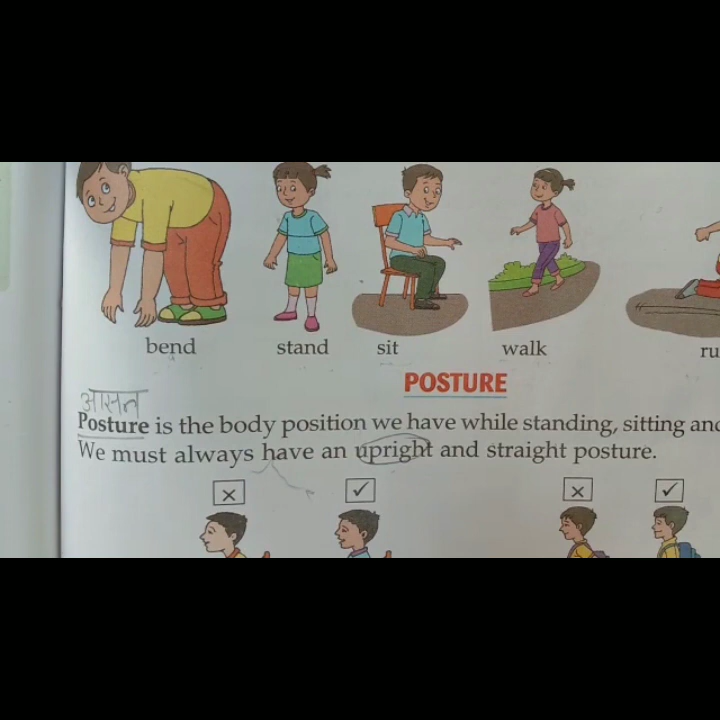 bend stand sit walk ru
POSTURE
आसन
Posture is the body position we have while standing, sitting and
We must always have an upright and straight posture.